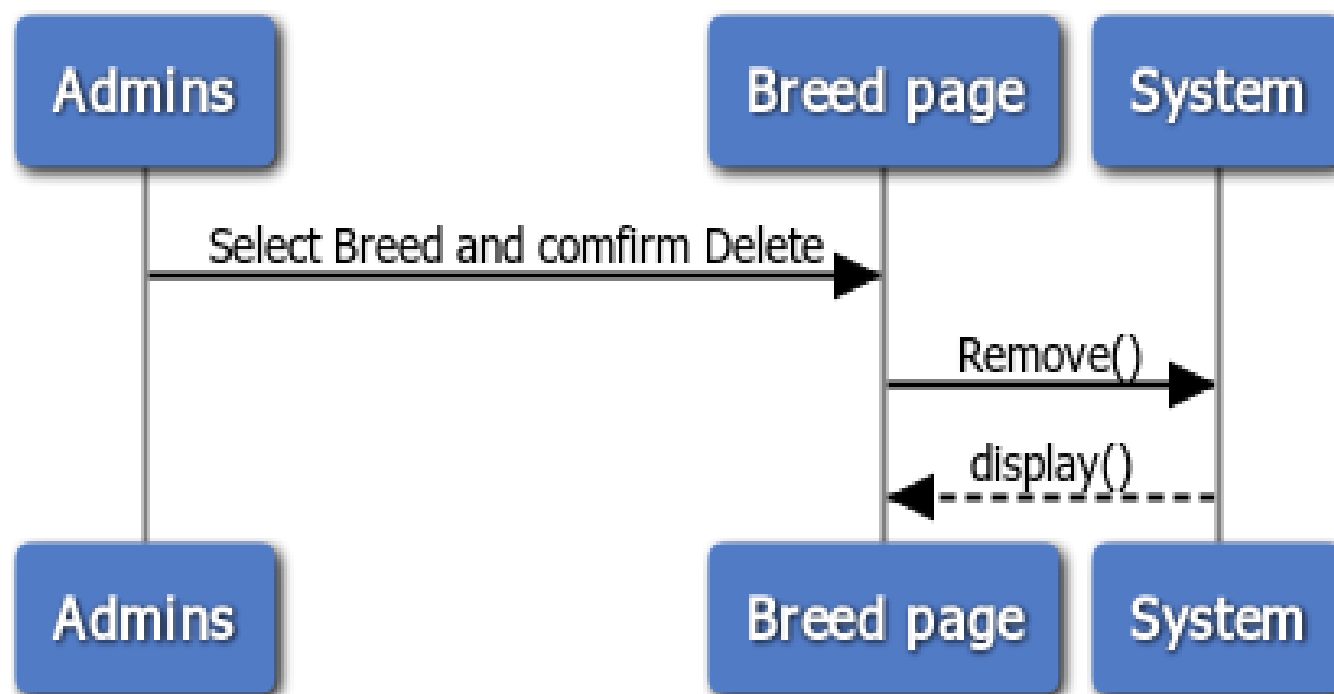 Admins
Breed page
System
Select Breed and comfirm Delete
Remove()
display()
Admins
Breed page
System